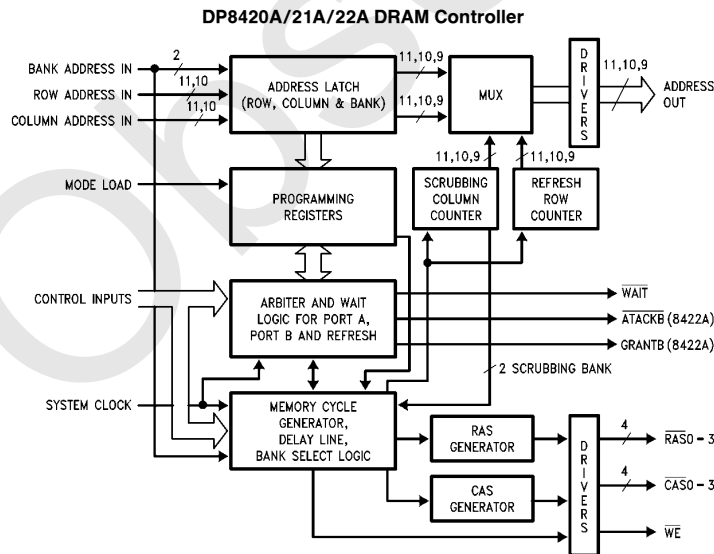 DP8420A/21A/22A DRAM Controller
BANK ADDRESS IN
2
ROW ADDRESS IN
11,10
COLUMN ADDRESS IN
11,10
ADDRESS LATCH
(ROW, COLUMN & BANK)
11,10,9
11,10,9
MUX
DRIVERS
11,10,9
ADDRESS
OUT
11,10,9
11,10,9
MODE LOAD
PROGRAMMING
REGISTERS
SCRUBBING
COLUMN
COUNTER
REFRESH
ROW
COUNTER
CONTROL INPUTS
ARBITER AND WAIT
LOGIC FOR PORT A,
PORT B AND REFRESH
WAIT
ATACKB (8422A)
GRANTB (8422A)
2 SCRUBBING BANK
SYSTEM CLOCK
MEMORY CYCLE
GENERATOR,
DELAY LINE,
BANK SELECT LOGIC
RAS
GENERATOR
CAS
GENERATOR
DRIVERS
4
RAS0 - 3
4
CAS0 - 3
WE